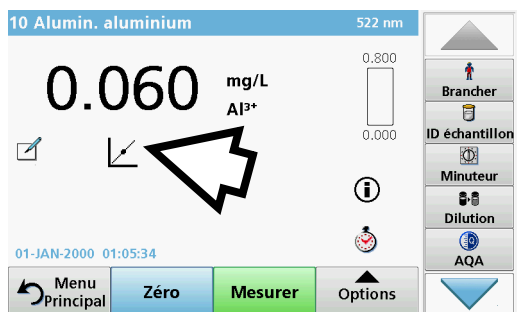 10 Alumin. aluminium
522 nm
0.060
mg/L
Al³⁺
0.800
0.000
01-JAN-2000 01:05:34
Menu
Principal
Zéro
Mesurer
Options
Brancher
ID échantillon
Minuteur
Dilution
AQA